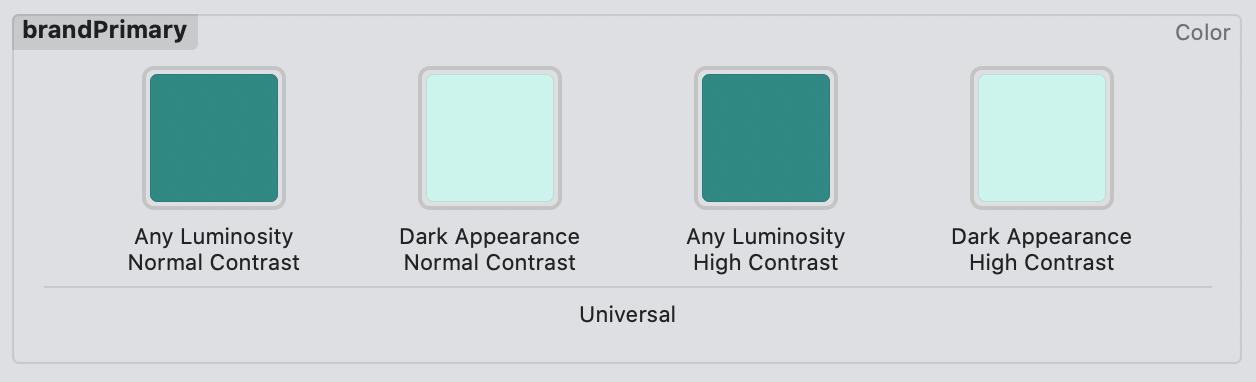 brandPrimary
Color
Any Luminosity
Normal Contrast
Dark Appearance
Normal Contrast
Any Luminosity
High Contrast
Dark Appearance
High Contrast
Universal